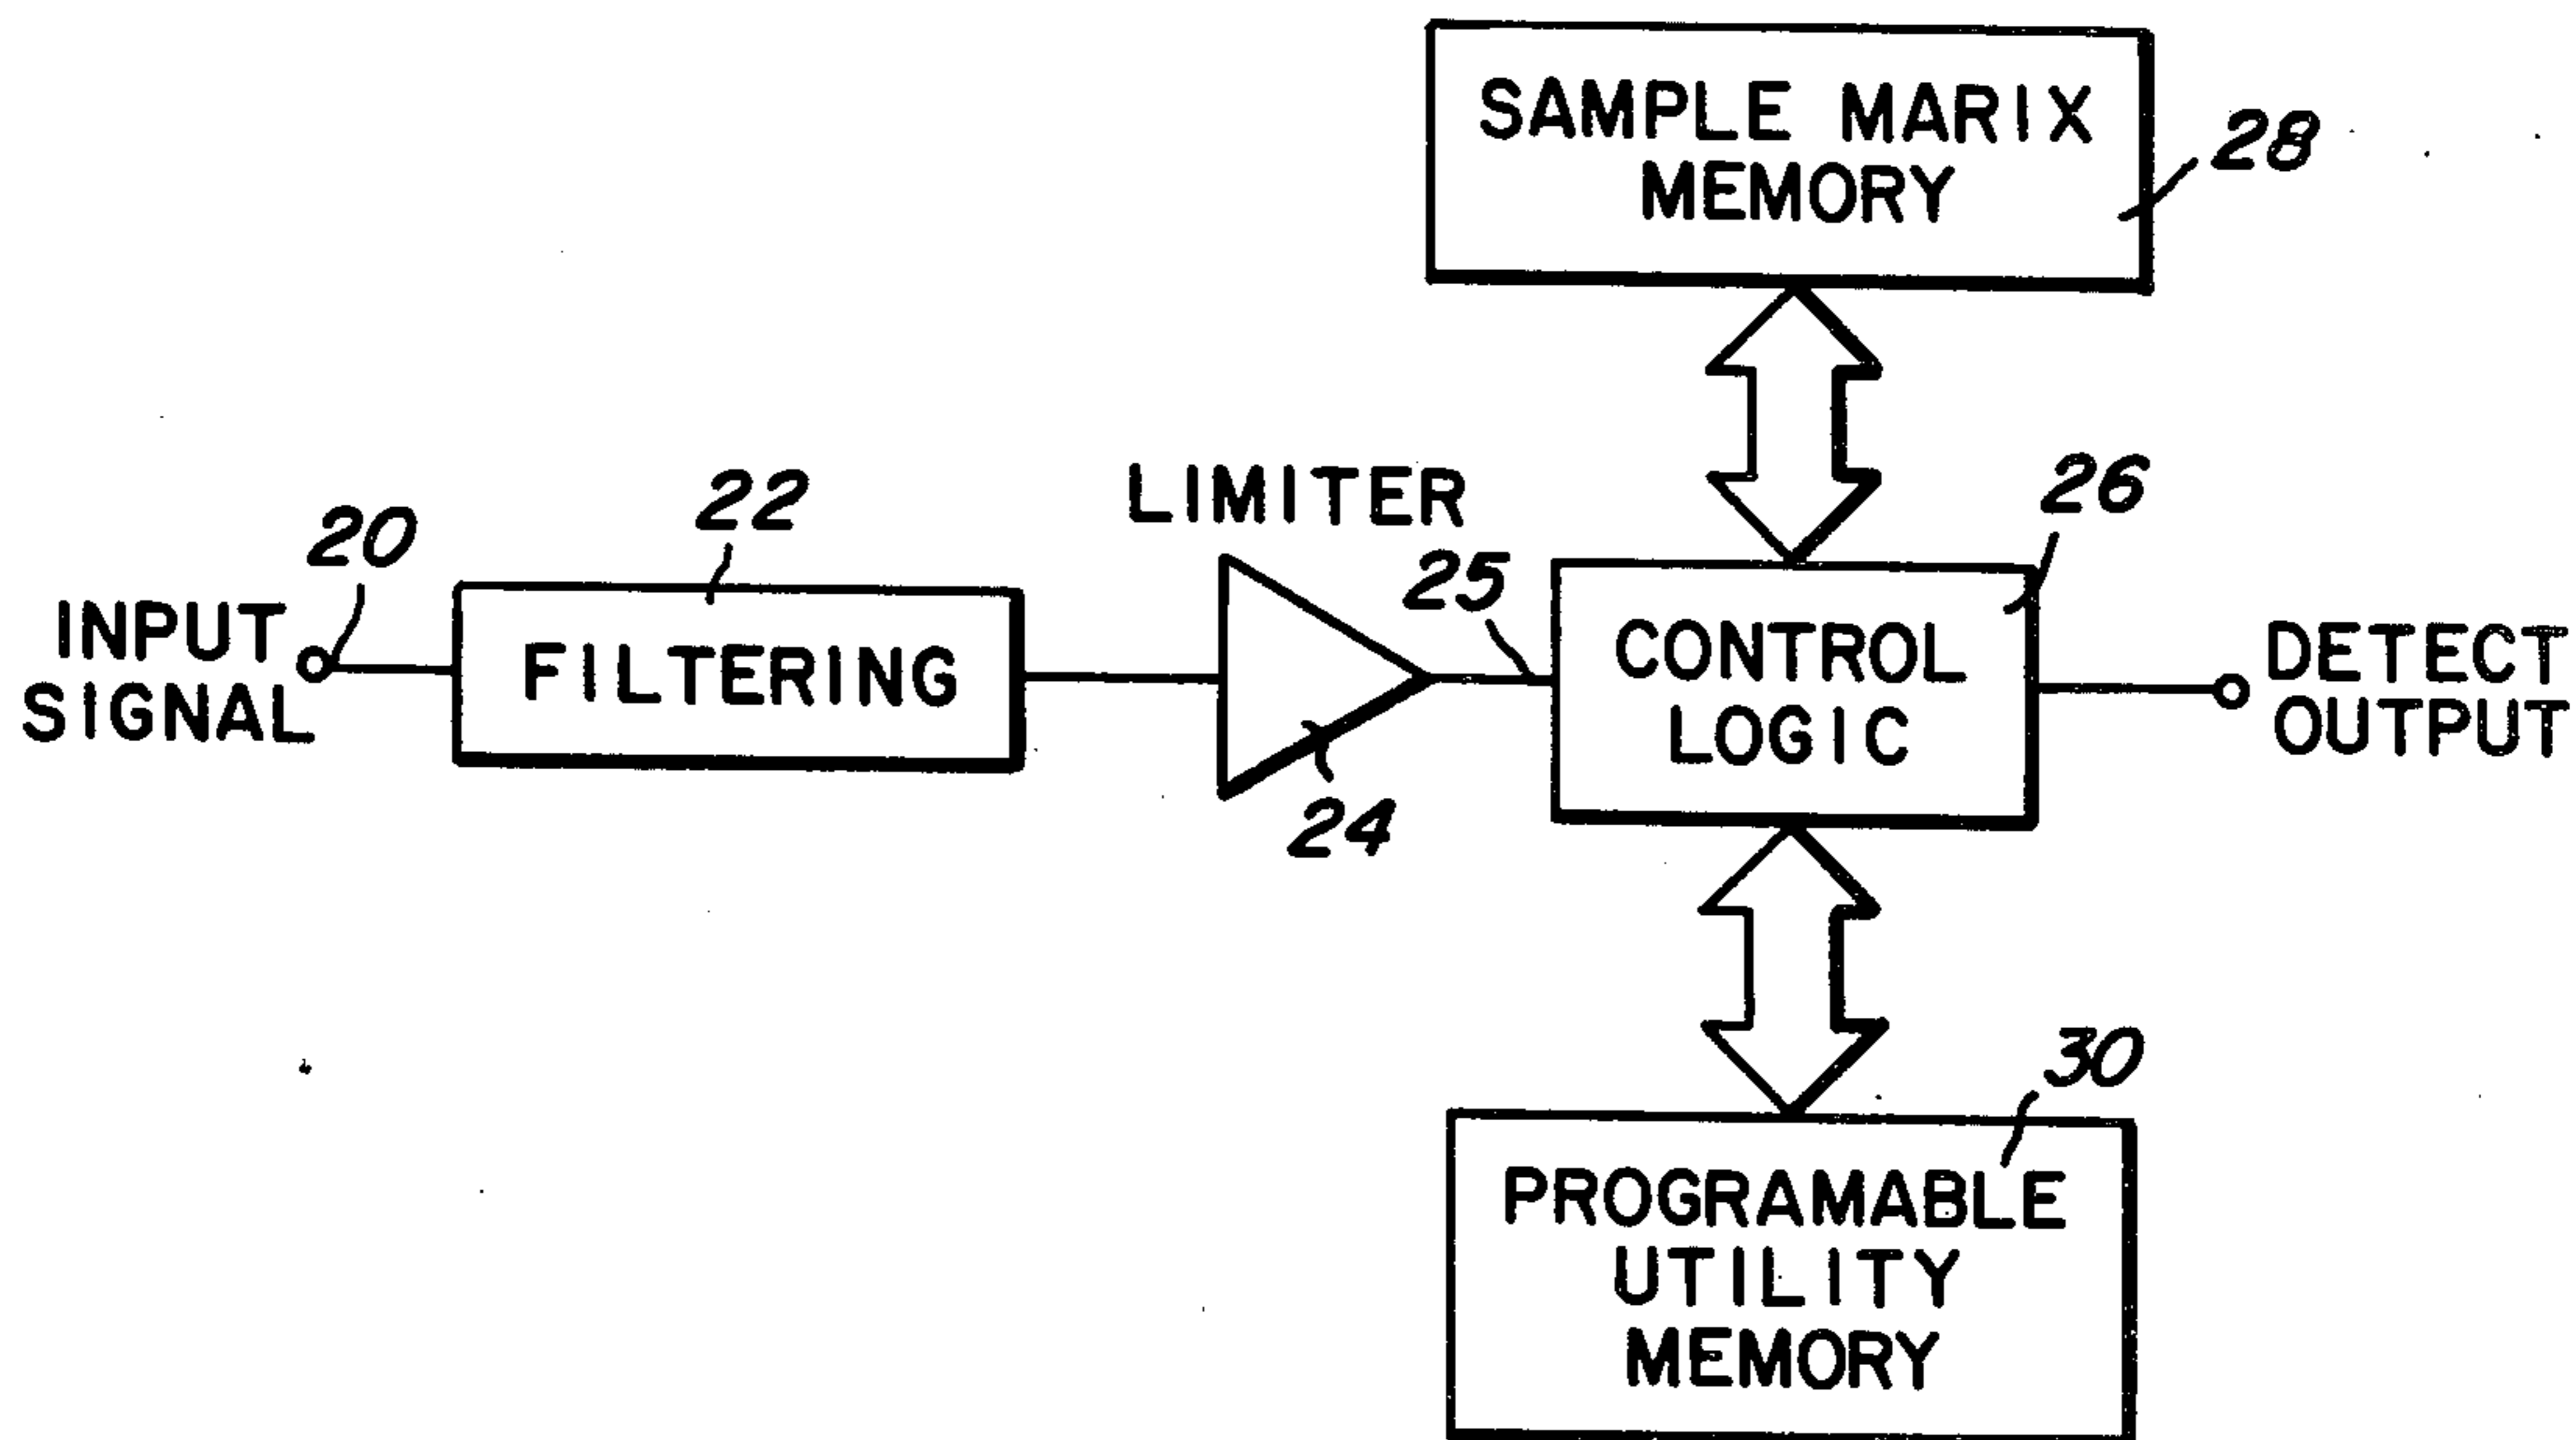 SAMPLE MARIX
MEMORY
28
26
LIMITER
22
20
25
INPUT
SIGNAL
FILTERING
24
CONTROL
LOGIC
DETECT
OUTPUT
30
PROGRAMABLE
UTILITY
MEMORY